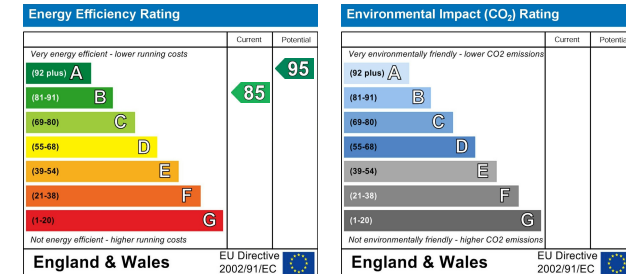 Energy Efficiency Rating
Current Potential
Very energy efficient - lower running costs
(92 plus) A
(81-91) B
(69-80) C
(55-68) D
(39-54) E
(21-38) F
(1-20) G
85
95
Not energy efficient - higher running costs
England & Wales
EU Directive
2002/91/EC
Environmental Impact (CO₂) Rating
Current Potential
Very environmentally friendly - lower CO2 emissions
(92 plus) A
(81-91) B
(69-80) C
(55-68) D
(39-54) E
(21-38) F
(1-20) G
Not environmentally friendly - higher CO2 emissions
England & Wales
EU Directive
2002/91/EC